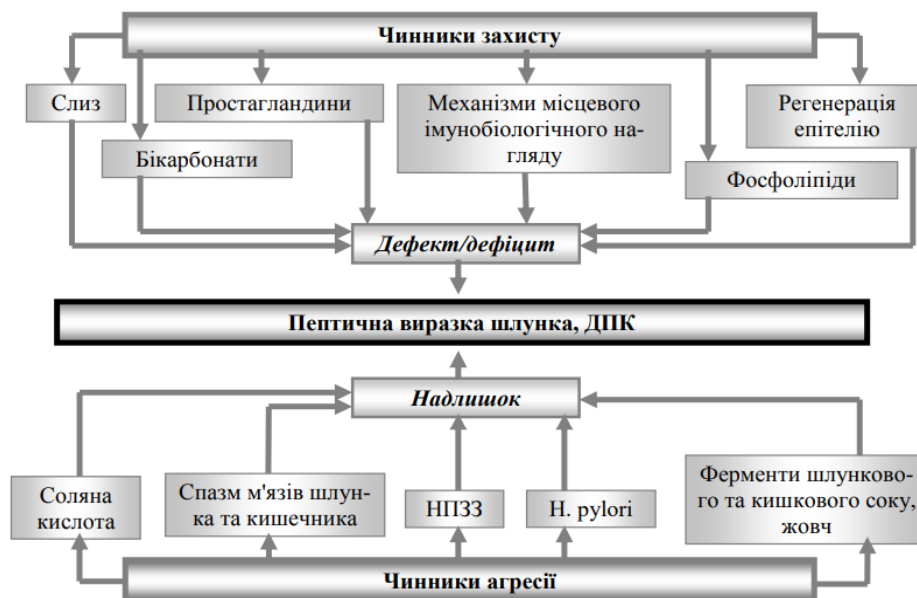 Чинники захисту
Слиз
Простагландини
Механізми місцевого
імунобіологічного на-
гляду
Регенерація
епітелію
Бікарбонати
Фосфоліпіди
Дефект/дефіцит
Пептична виразка шлунка, ДПК
Надлишок
Соляна
кислота
Спазм м'язів шлун-
ка та кишечника
НПЗЗ
H. pylori
Ферменти шлунково-
го та кишкового соку,
жовч
Чинники агресії